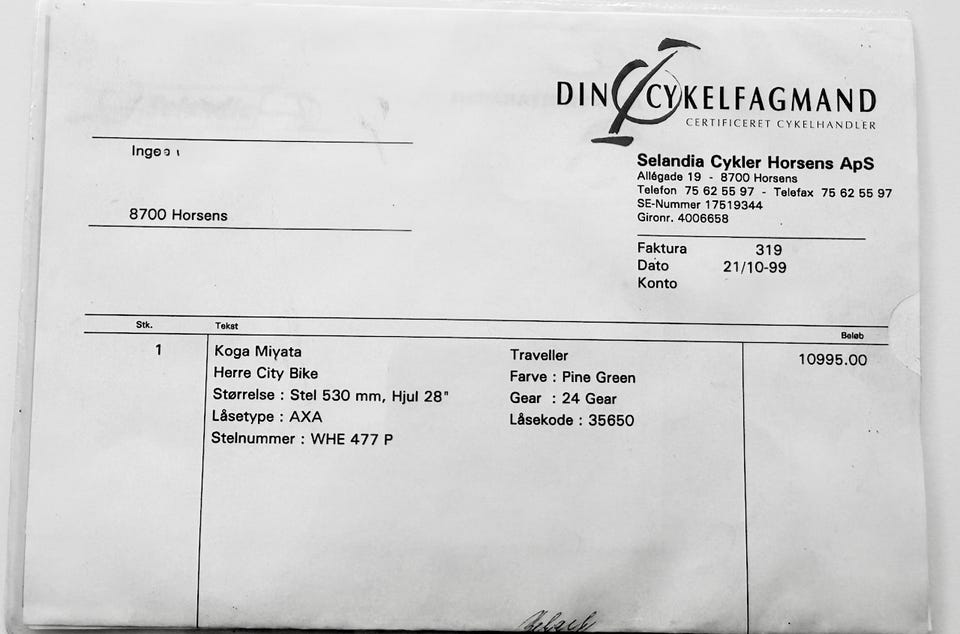 DIN CYKELFAGMAND
CERTIFICERET CYKELHANDLER
Selandia Cykler Horsens ApS
Allégade 19 - 8700 Horsens
Telefon 75 62 55 97 - Telefax 75 62 55 97
SE-Nummer 17519344
Gironr. 4006658
8700 Horsens
Faktura 319
Dato 21/10-99
Konto
Stk. Tekst Beløb
1 Koga Miyata Traveller 10995.00
Herre City Bike Farve : Pine Green
Størrelse : Stel 530 mm, Hjul 28" Gear : 24 Gear
Låsetype : AXA Låsekode : 35650
Stelnummer : WHE 477 P